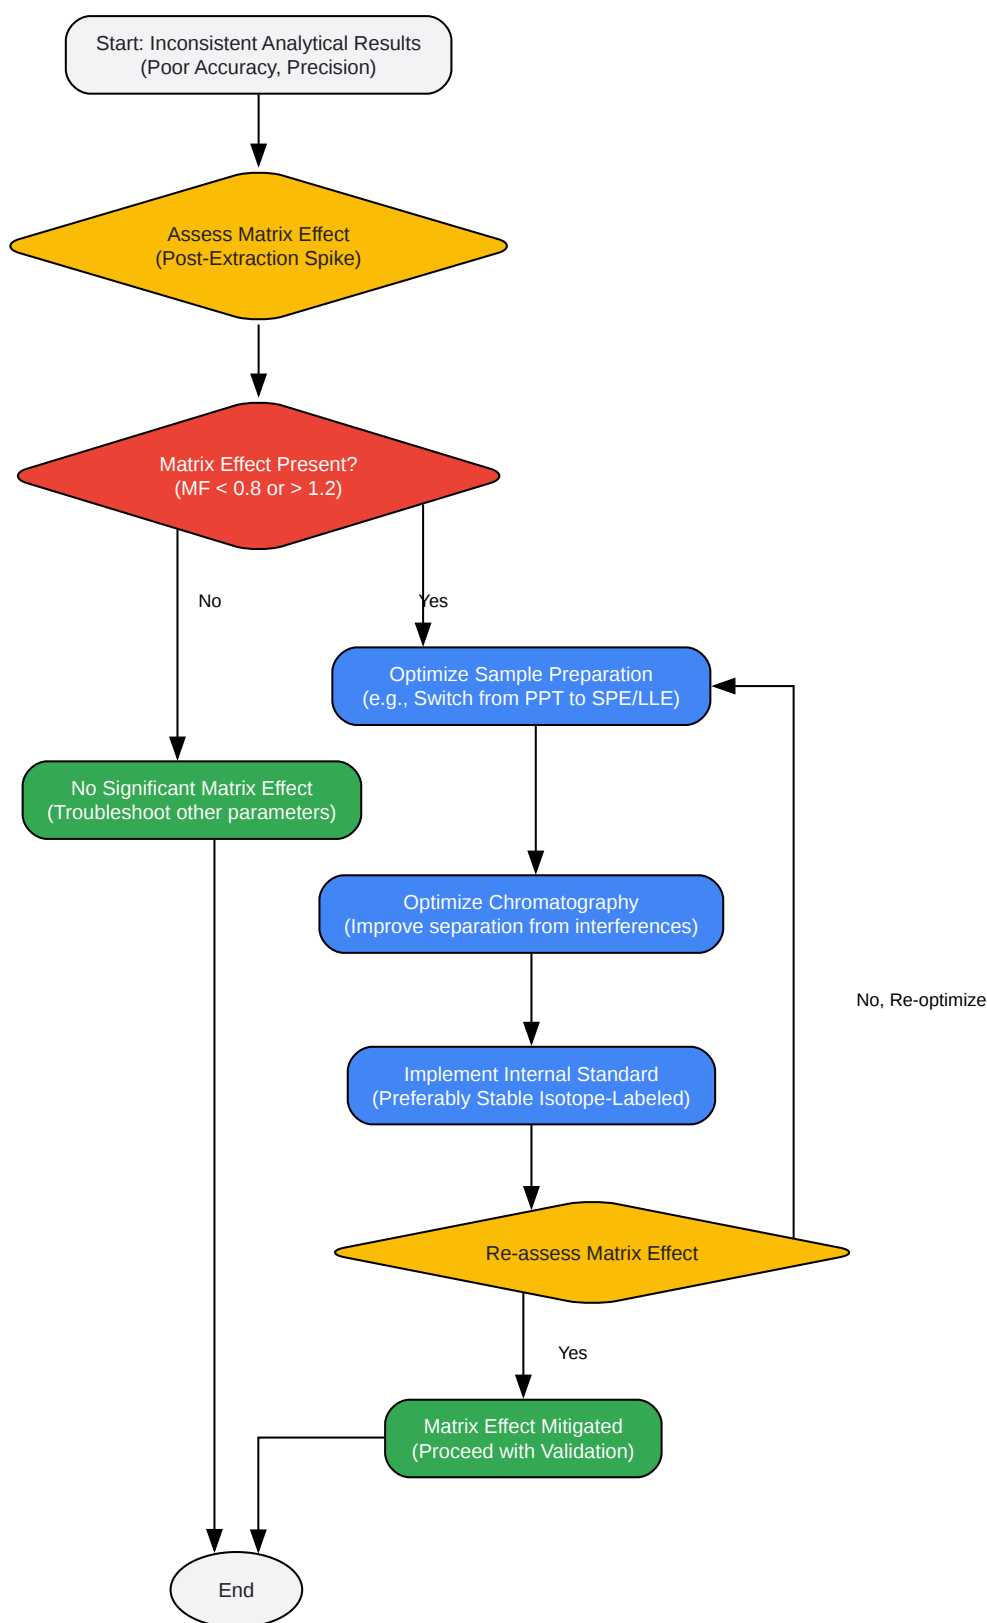 Start: Inconsistent Analytical Results
(Poor Accuracy, Precision)
Assess Matrix Effect
(Post-Extraction Spike)
Matrix Effect Present?
(MF < 0.8 or > 1.2)
No
Yes
Optimize Sample Preparation
(e.g., Switch from PPT to SPE/LLE)
No Significant Matrix Effect
(Troubleshoot other parameters)
Optimize Chromatography
(Improve separation from interferences)
No, Re-optimize
Implement Internal Standard
(Preferably Stable Isotope-Labeled)
Re-assess Matrix Effect
Yes
Matrix Effect Mitigated
(Proceed with Validation)
End